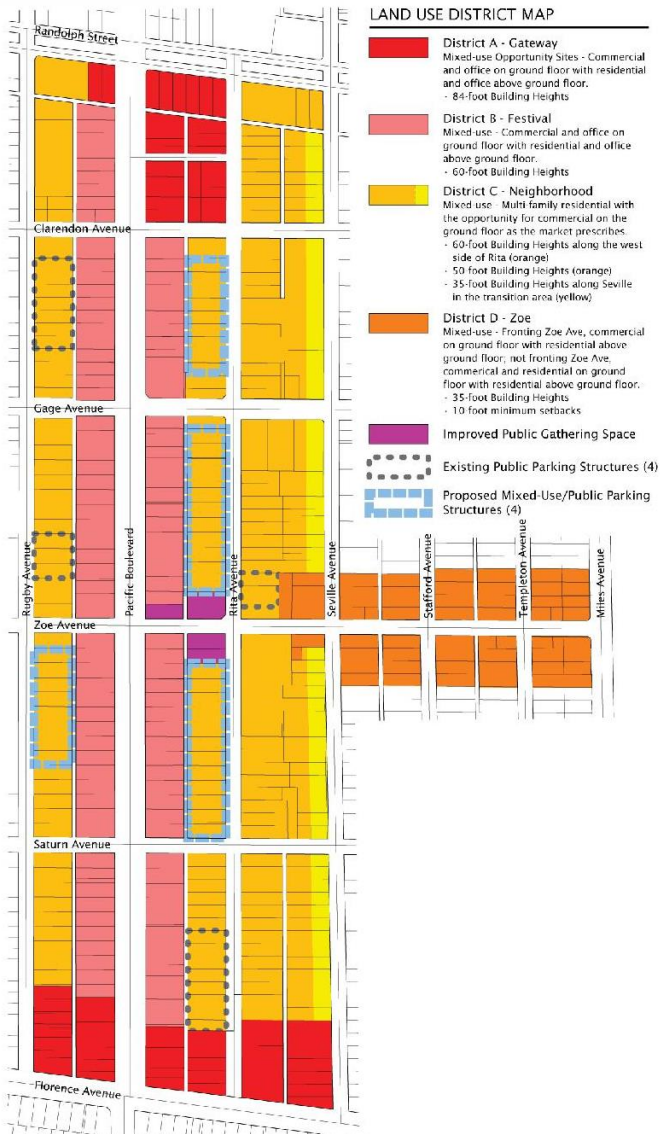 LAND USE DISTRICT MAP
District A - Gateway
Mixed-use Opportunity Sites - Commercial
and office on ground floor with residential
and office above ground floor.
· 84-foot Building Heights
District B - Festival
Mixed-use - Commercial and office on
ground floor with residential and office
above ground floor.
· 60-foot Building Heights
District C - Neighborhood
Mixed-use - Multi-family residential with
the opportunity for commercial on the
ground floor as the market prescribes.
· 60-foot Building Heights along the west
side of Rita (orange)
· 50 foot Building Heights (orange)
· 35-foot Building Heights along Seville
in the transition area (yellow)
District D - Zoe
Mixed-use - Fronting Zoe Ave, commercial
on ground floor with residential above
ground floor; not fronting Zoe Ave,
commerical and residential on ground
floor with residential above ground floor.
· 35-foot Building Heights
· 10 foot minimum setbacks
Improved Public Gathering Space
Existing Public Parking Structures (4)
Proposed Mixed-Use/Public Parking
Structures (4)
Randolph Street
Clarendon Avenue
Gage Avenue
Rugby Avenue
Pacific Boulevard
Rita Avenue
Seville Avenue
Stafford Avenue
Templeton Avenue
Miles Avenue
Zoe Avenue
Saturn Avenue
Florence Avenue